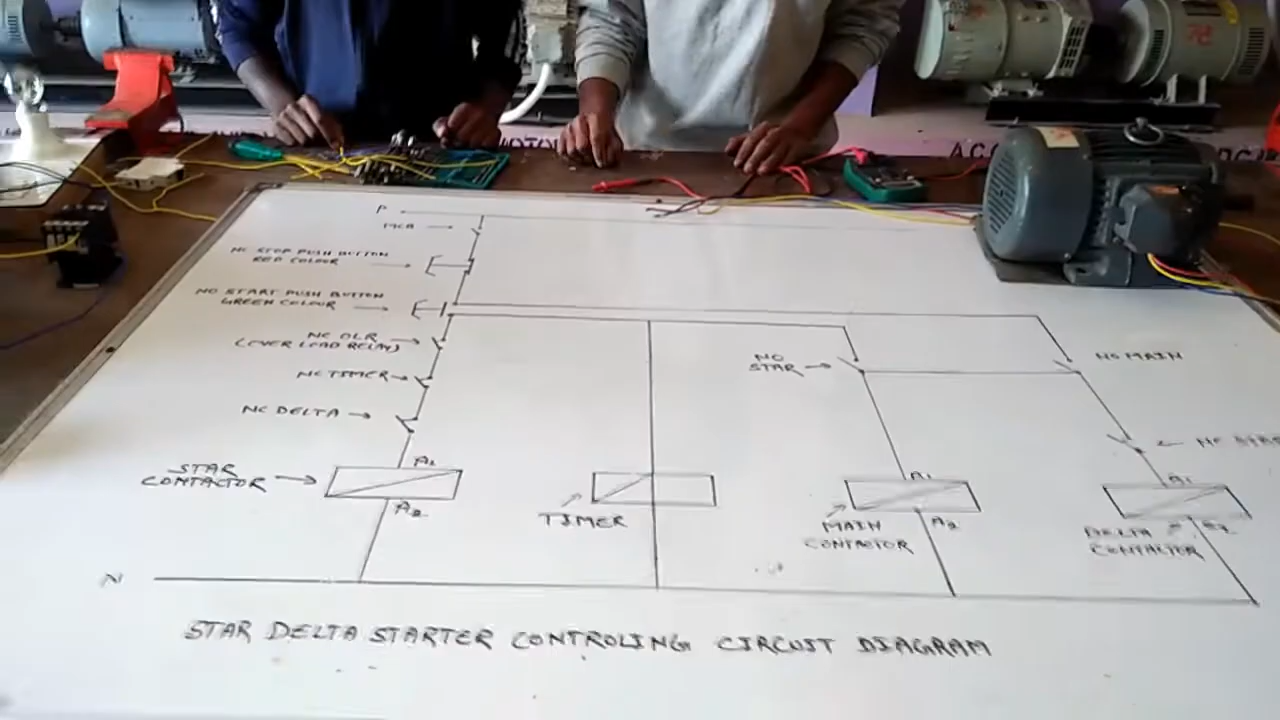 P
MCB
NC STOP PUSH BUTTON
RED COLOUR
NO START PUSH BUTTON
GREEN COLOUR
NC OLR
(OVER LOAD RELAY)
NC TIMER
NC DELTA
NO
STAR
NO MAIN
NC STAR
STAR
CONTACTOR
A1
A2
TIMER
A1
MAIN
CONTACTOR
A2
A1
DELTA
CONTACTOR
N
STAR DELTA STARTER CONTROLING CIRCUIT DIAGRAM